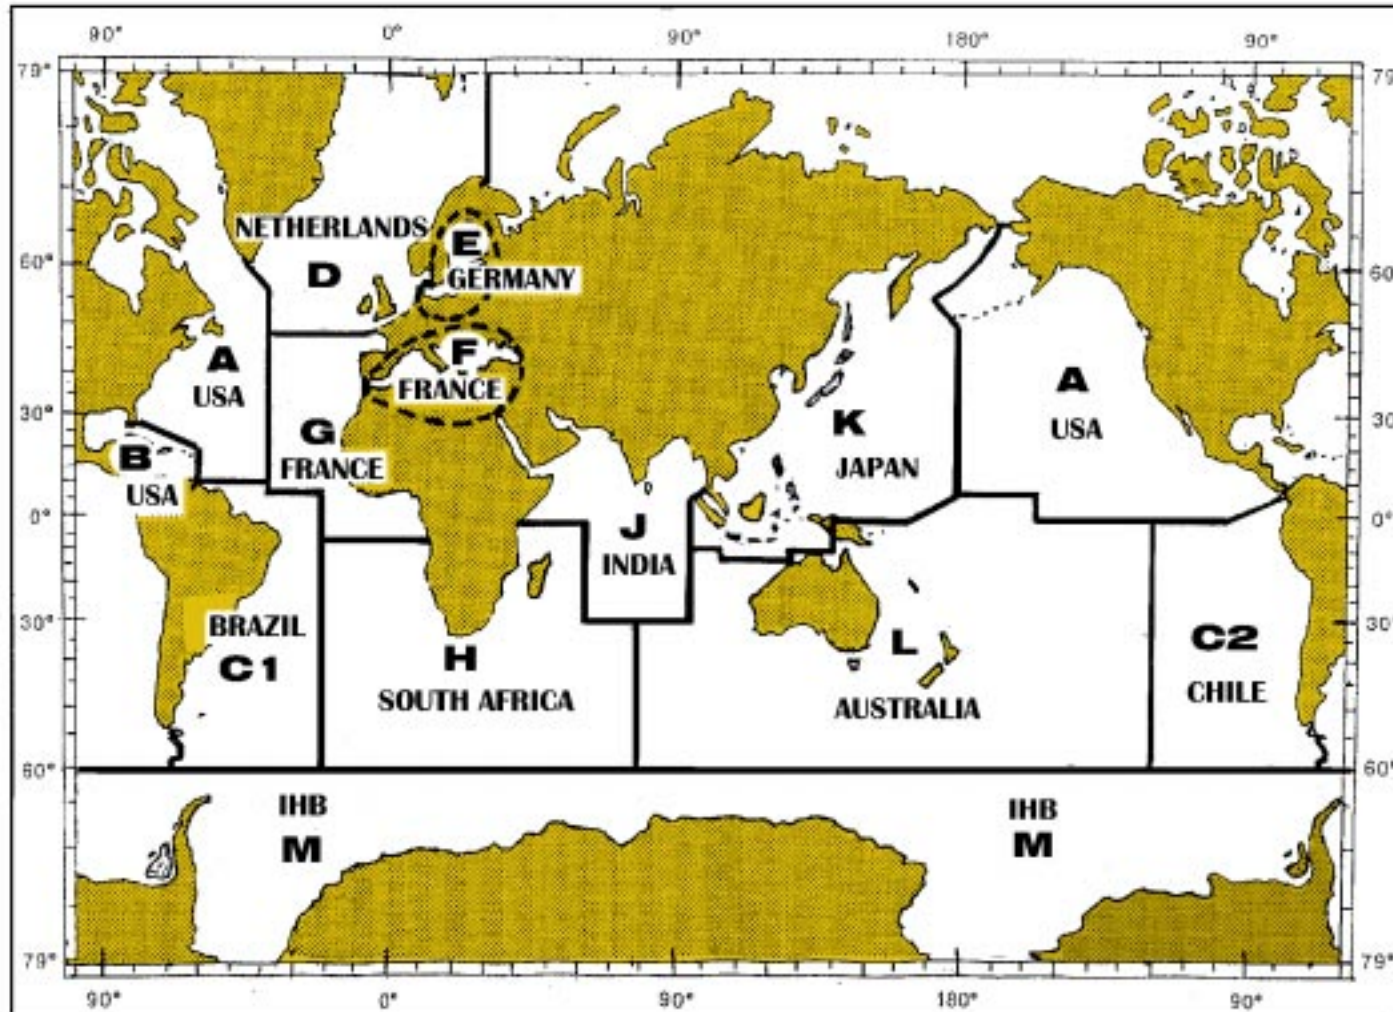 90° 0° 90° 180° 90°
79° 79°
NETHERLANDS
E
60° D GERMANY 60°
A F A
USA FRANCE USA
30° 30°
G K
B FRANCE JAPAN
USA
0° 0°
J
INDIA
30° 30°
BRAZIL
C1 H L C2
SOUTH AFRICA AUSTRALIA CHILE
60° 60°
IHB IHB
M M
79° 79°
90° 0° 90° 180° 90°